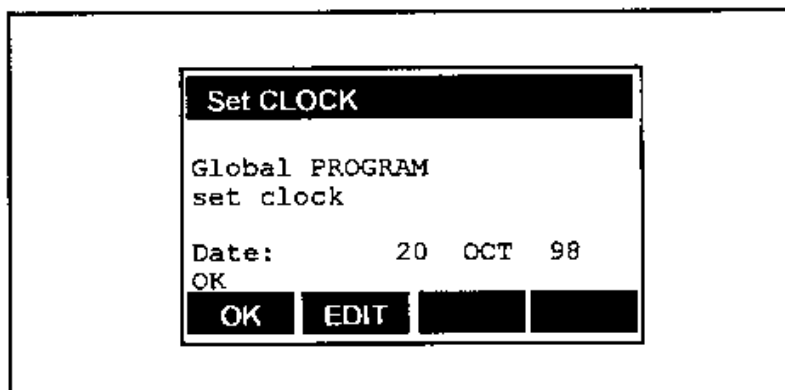 Set CLOCK
Global PROGRAM
set clock
Date: 20 OCT 98
OK
OK EDIT